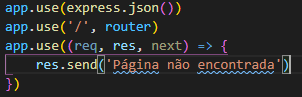 app.use(express.json())
app.use('/', router)
app.use((req, res, next) => {
    res.send('Página não encontrada')
})